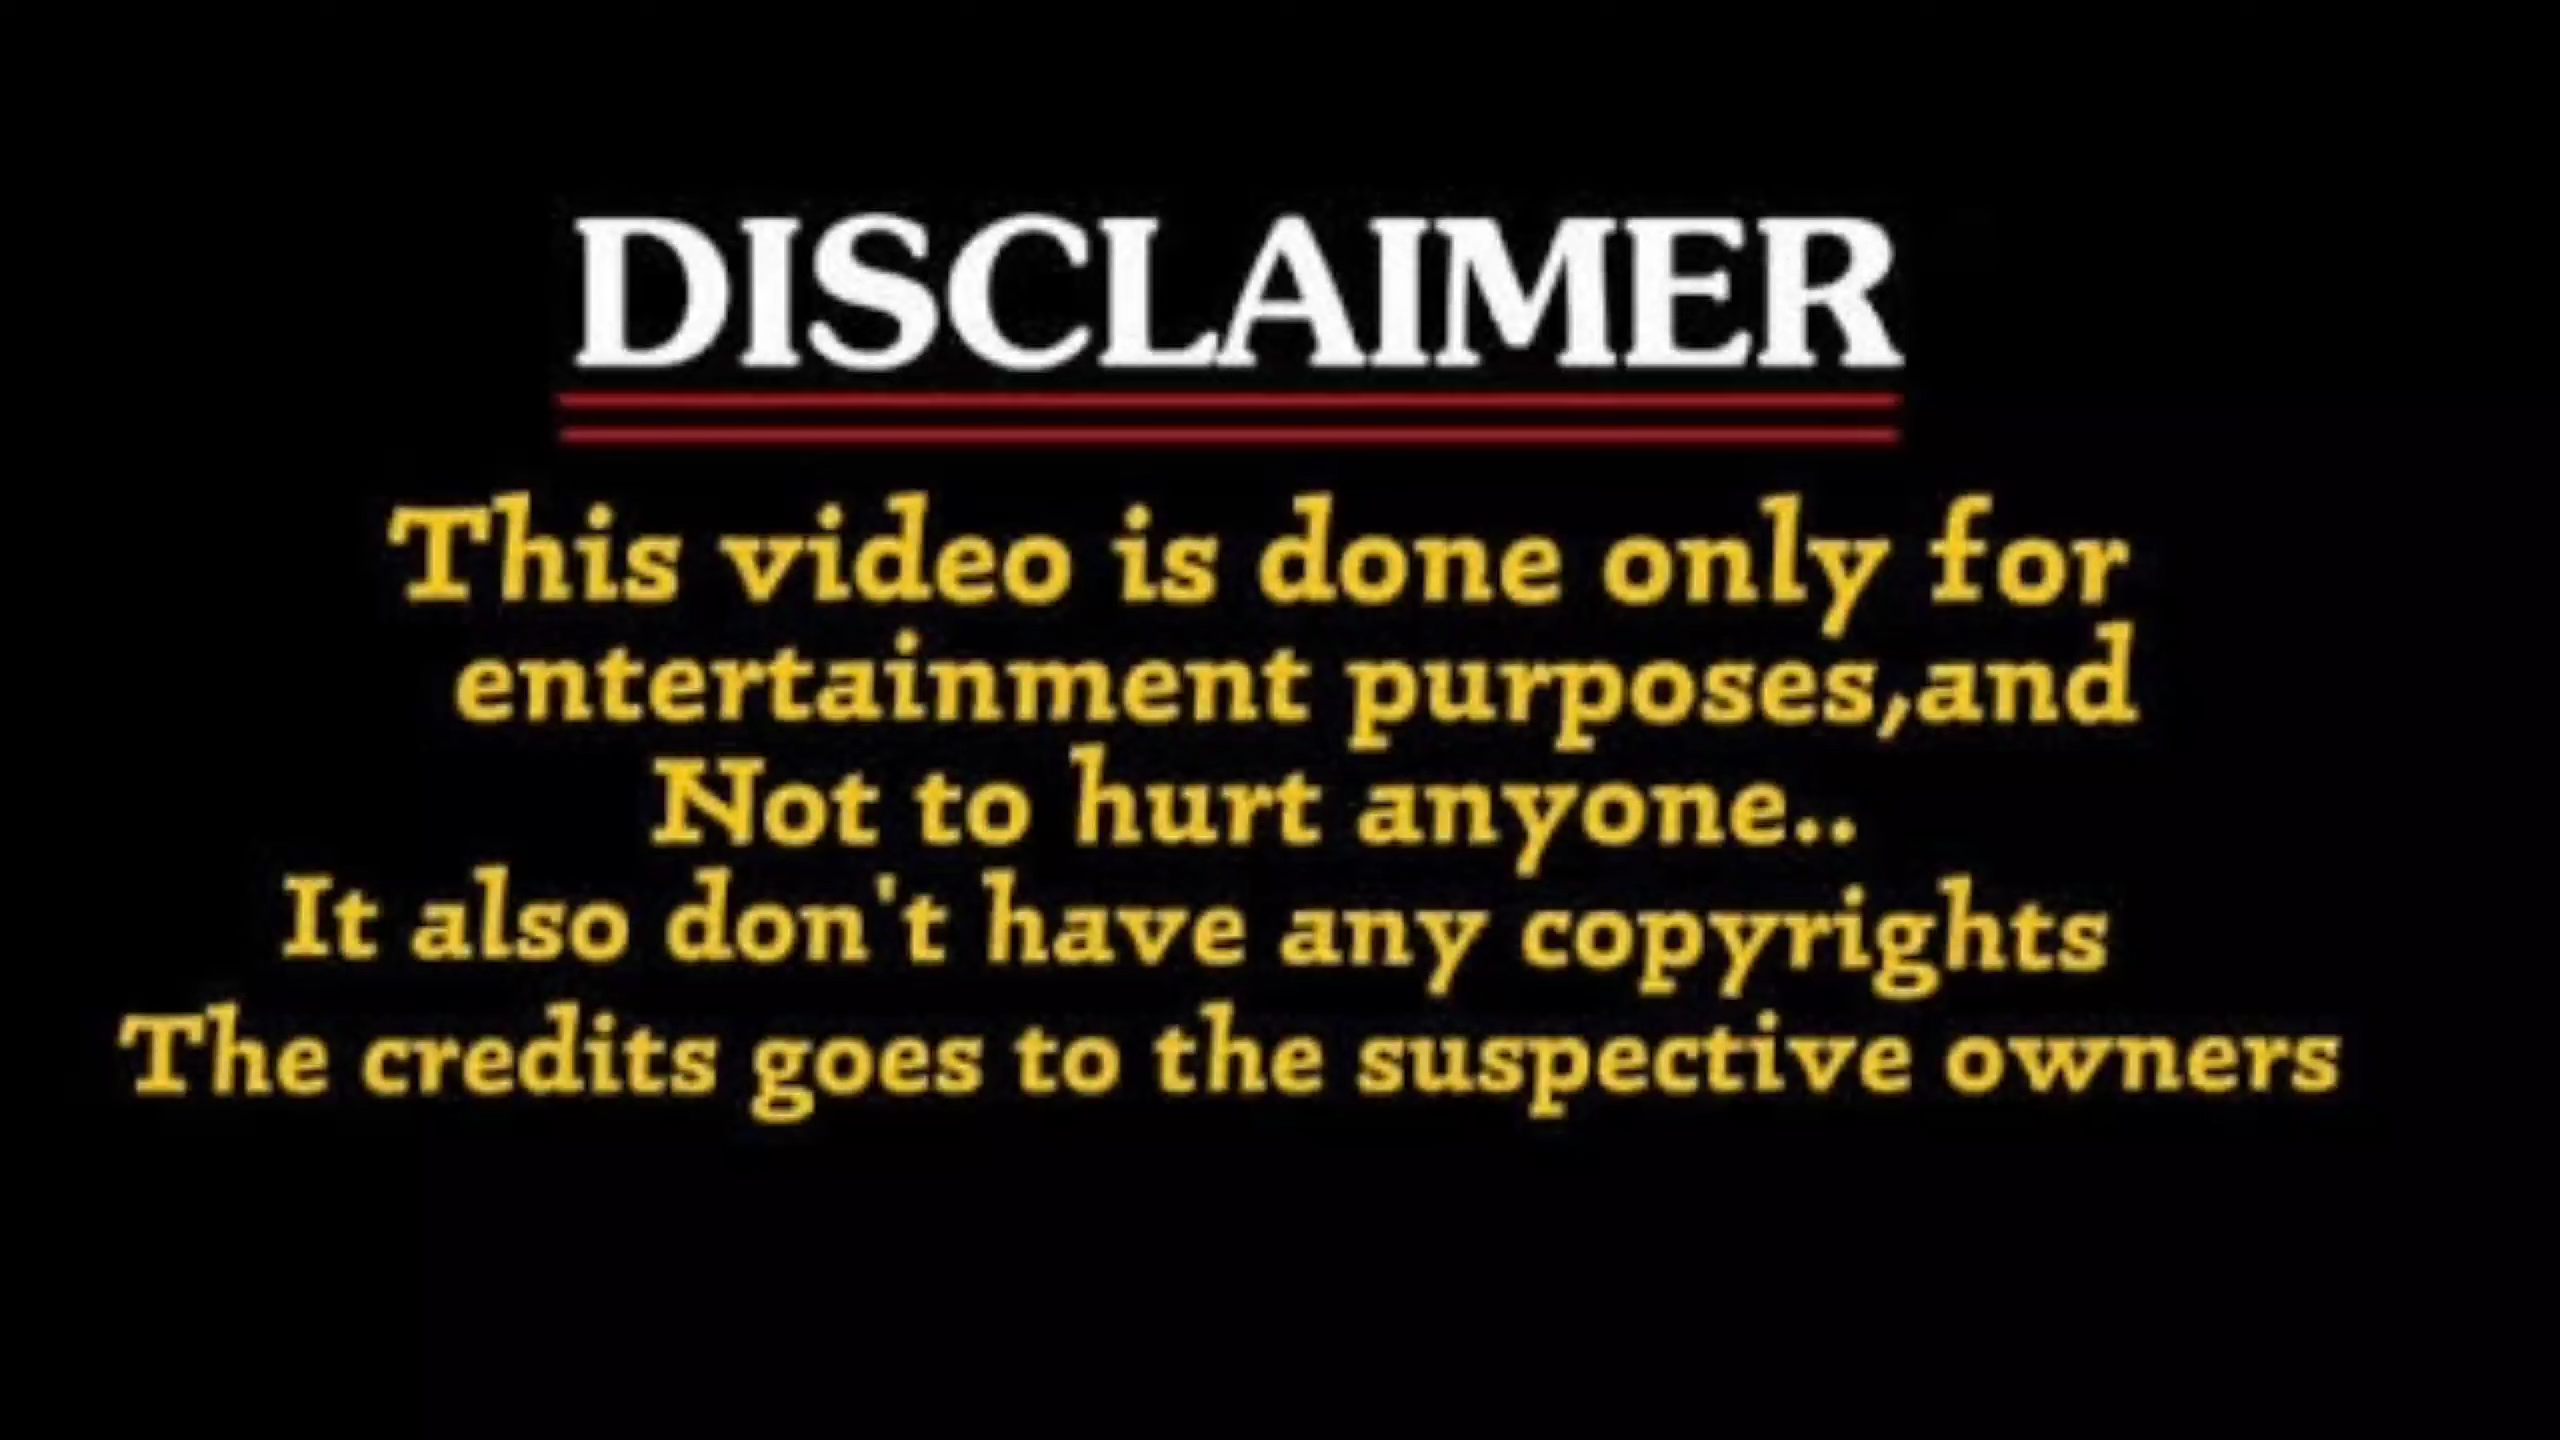 DISCLAIMER
This video is done only for
entertainment purposes,and
Not to hurt anyone..
It also don't have any copyrights
The credits goes to the suspective owners